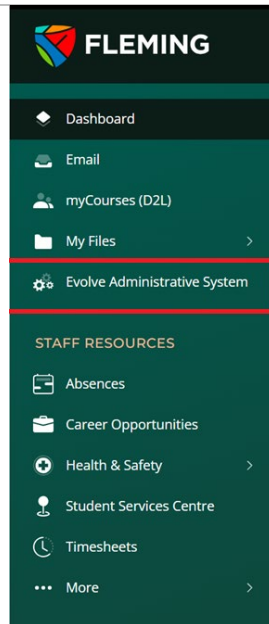 FLEMING
Dashboard
Email
myCourses (D2L)
My Files
Evolve Administrative System
STAFF RESOURCES
Absences
Career Opportunities
Health & Safety
Student Services Centre
Timesheets
More